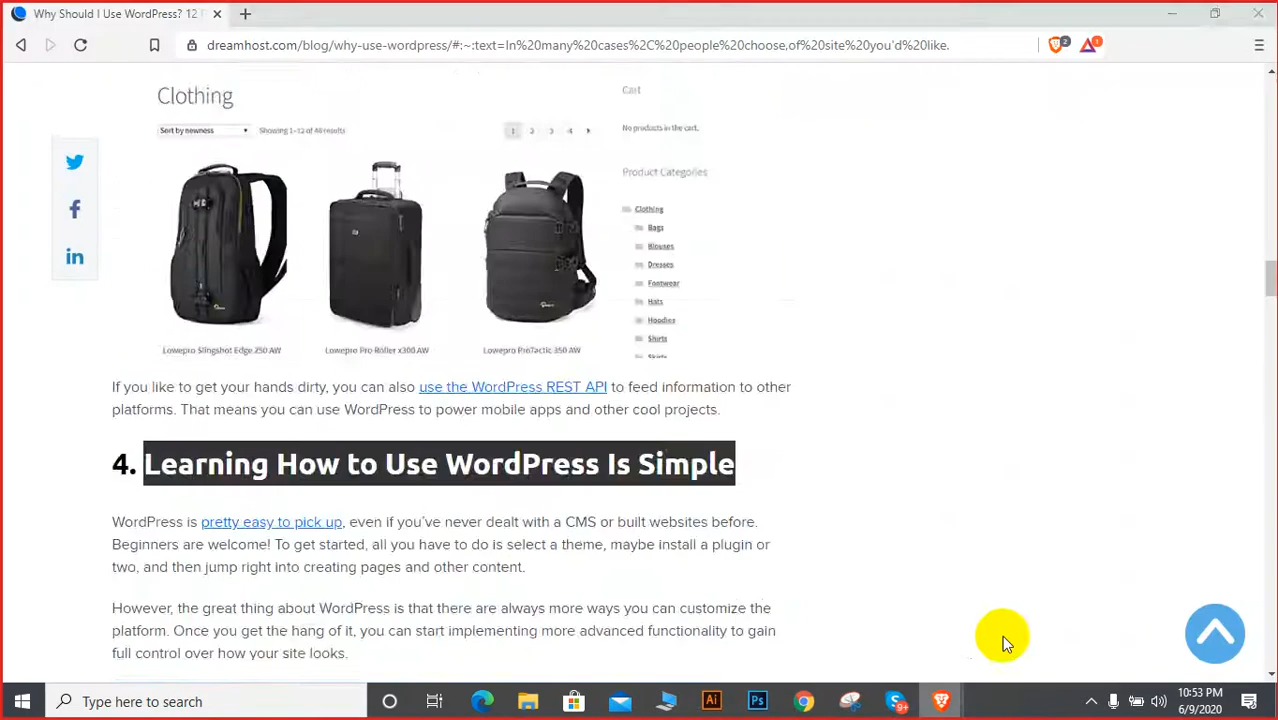 Why Should I Use WordPress? 12
dreamhost.com/blog/why-use-wordpress/#:~:text=In%20many%20cases%2C%20people%20choose,of%20site%20you'd%20like.
2
1
Clothing
Cart
Sort by newness
Showing 1–12 of 48 results
1 2 3 4
No products in the cart.
Product Categories
Clothing
Bags
Blouses
Dresses
Footwear
Hats
Hoodies
Shirts
Skirts
Lowepro Slingshot Edge 250 AW
Lowepro Pro Roller x300 AW
Lowepro ProTactic 350 AW
If you like to get your hands dirty, you can also use the WordPress REST API to feed information to other
platforms. That means you can use WordPress to power mobile apps and other cool projects.
4. Learning How to Use WordPress Is Simple
WordPress is pretty easy to pick up, even if you've never dealt with a CMS or built websites before.
Beginners are welcome! To get started, all you have to do is select a theme, maybe install a plugin or
two, and then jump right into creating pages and other content.
However, the great thing about WordPress is that there are always more ways you can customize the
platform. Once you get the hang of it, you can start implementing more advanced functionality to gain
full control over how your site looks.
Type here to search
Ai
Ps
9+
10:53 PM
6/9/2020